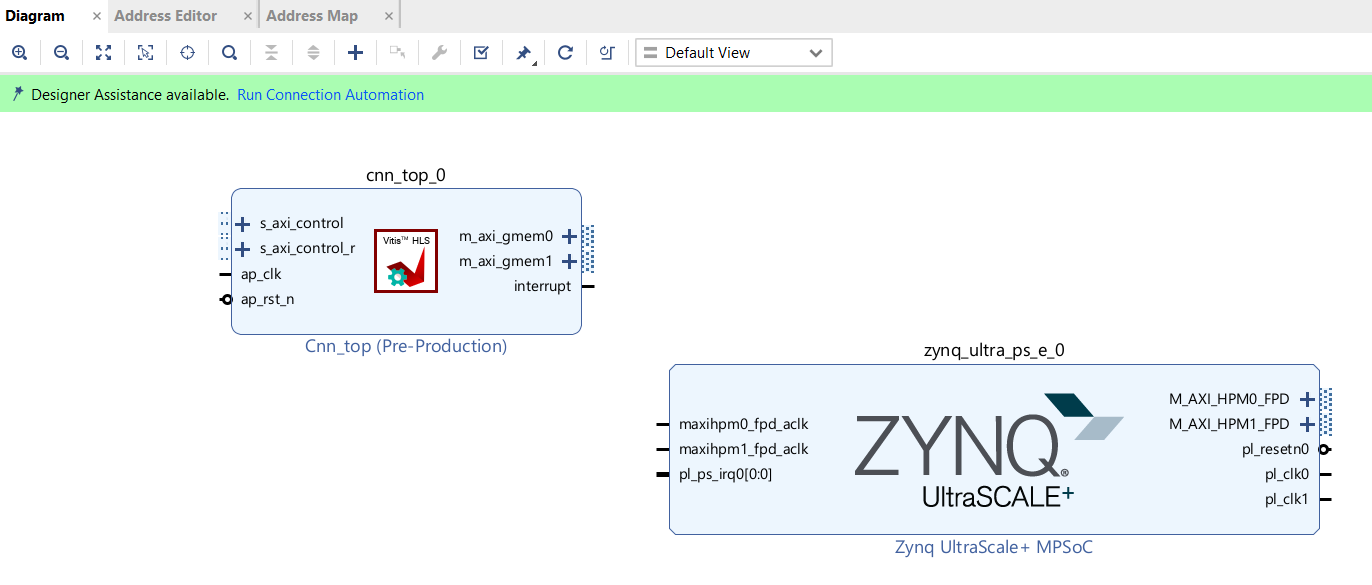 Diagram × Address Editor × Address Map ×
Default View
Designer Assistance available. Run Connection Automation
cnn_top_0
s_axi_control
s_axi_control_r
ap_clk
ap_rst_n
Vitis™ HLS
m_axi_gmem0
m_axi_gmem1
interrupt
Cnn_top (Pre-Production)
zynq_ultra_ps_e_0
maxihpm0_fpd_aclk
maxihpm1_fpd_aclk
pl_ps_irq0[0:0]
ZYNQ®
UltraSCALE+
M_AXI_HPM0_FPD
M_AXI_HPM1_FPD
pl_resetn0
pl_clk0
pl_clk1
Zynq UltraScale+ MPSoC